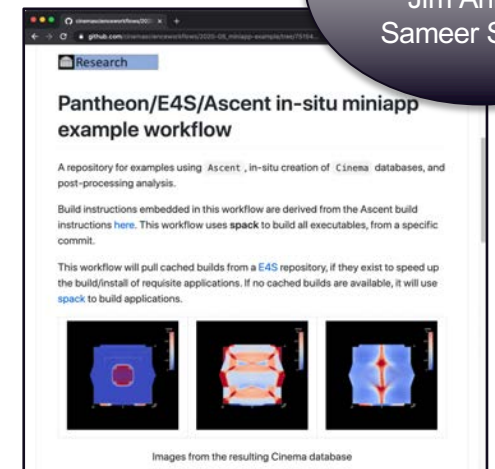 Sameer S
cinemascienceworkflows/2020-
github.com/cinemascienceworkflows/2020-08_miniapp-example/tree/75154...
Research
Pantheon/E4S/Ascent in-situ miniapp
example workflow
A repository for examples using Ascent , in-situ creation of Cinema databases, and
post-processing analysis.
Build instructions embedded in this workflow are derived from the Ascent build
instructions here. This workflow uses spack to build all executables, from a specific
commit.
This workflow will pull cached builds from a E4S repository, if they exist to speed up
the build/install of requisite applications. If no cached builds are available, it will use
spack to build applications.
Images from the resulting Cinema database